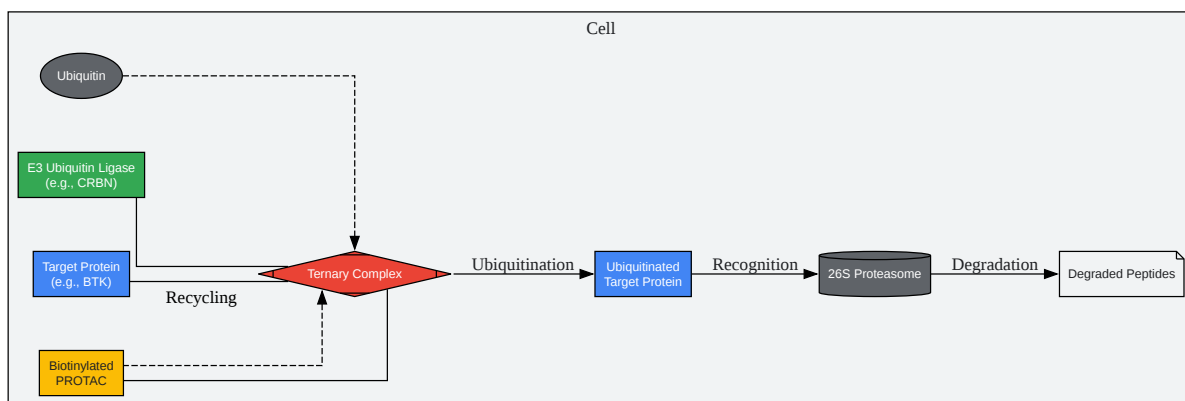 Cell
Ubiquitin
E3 Ubiquitin Ligase
(e.g., CRBN)
Target Protein
(e.g., BTK)
Recycling
Biotinylated
PROTAC
Ternary Complex
Ubiquitination
Ubiquitinated
Target Protein
Recognition
26S Proteasome
Degradation
Degraded Peptides